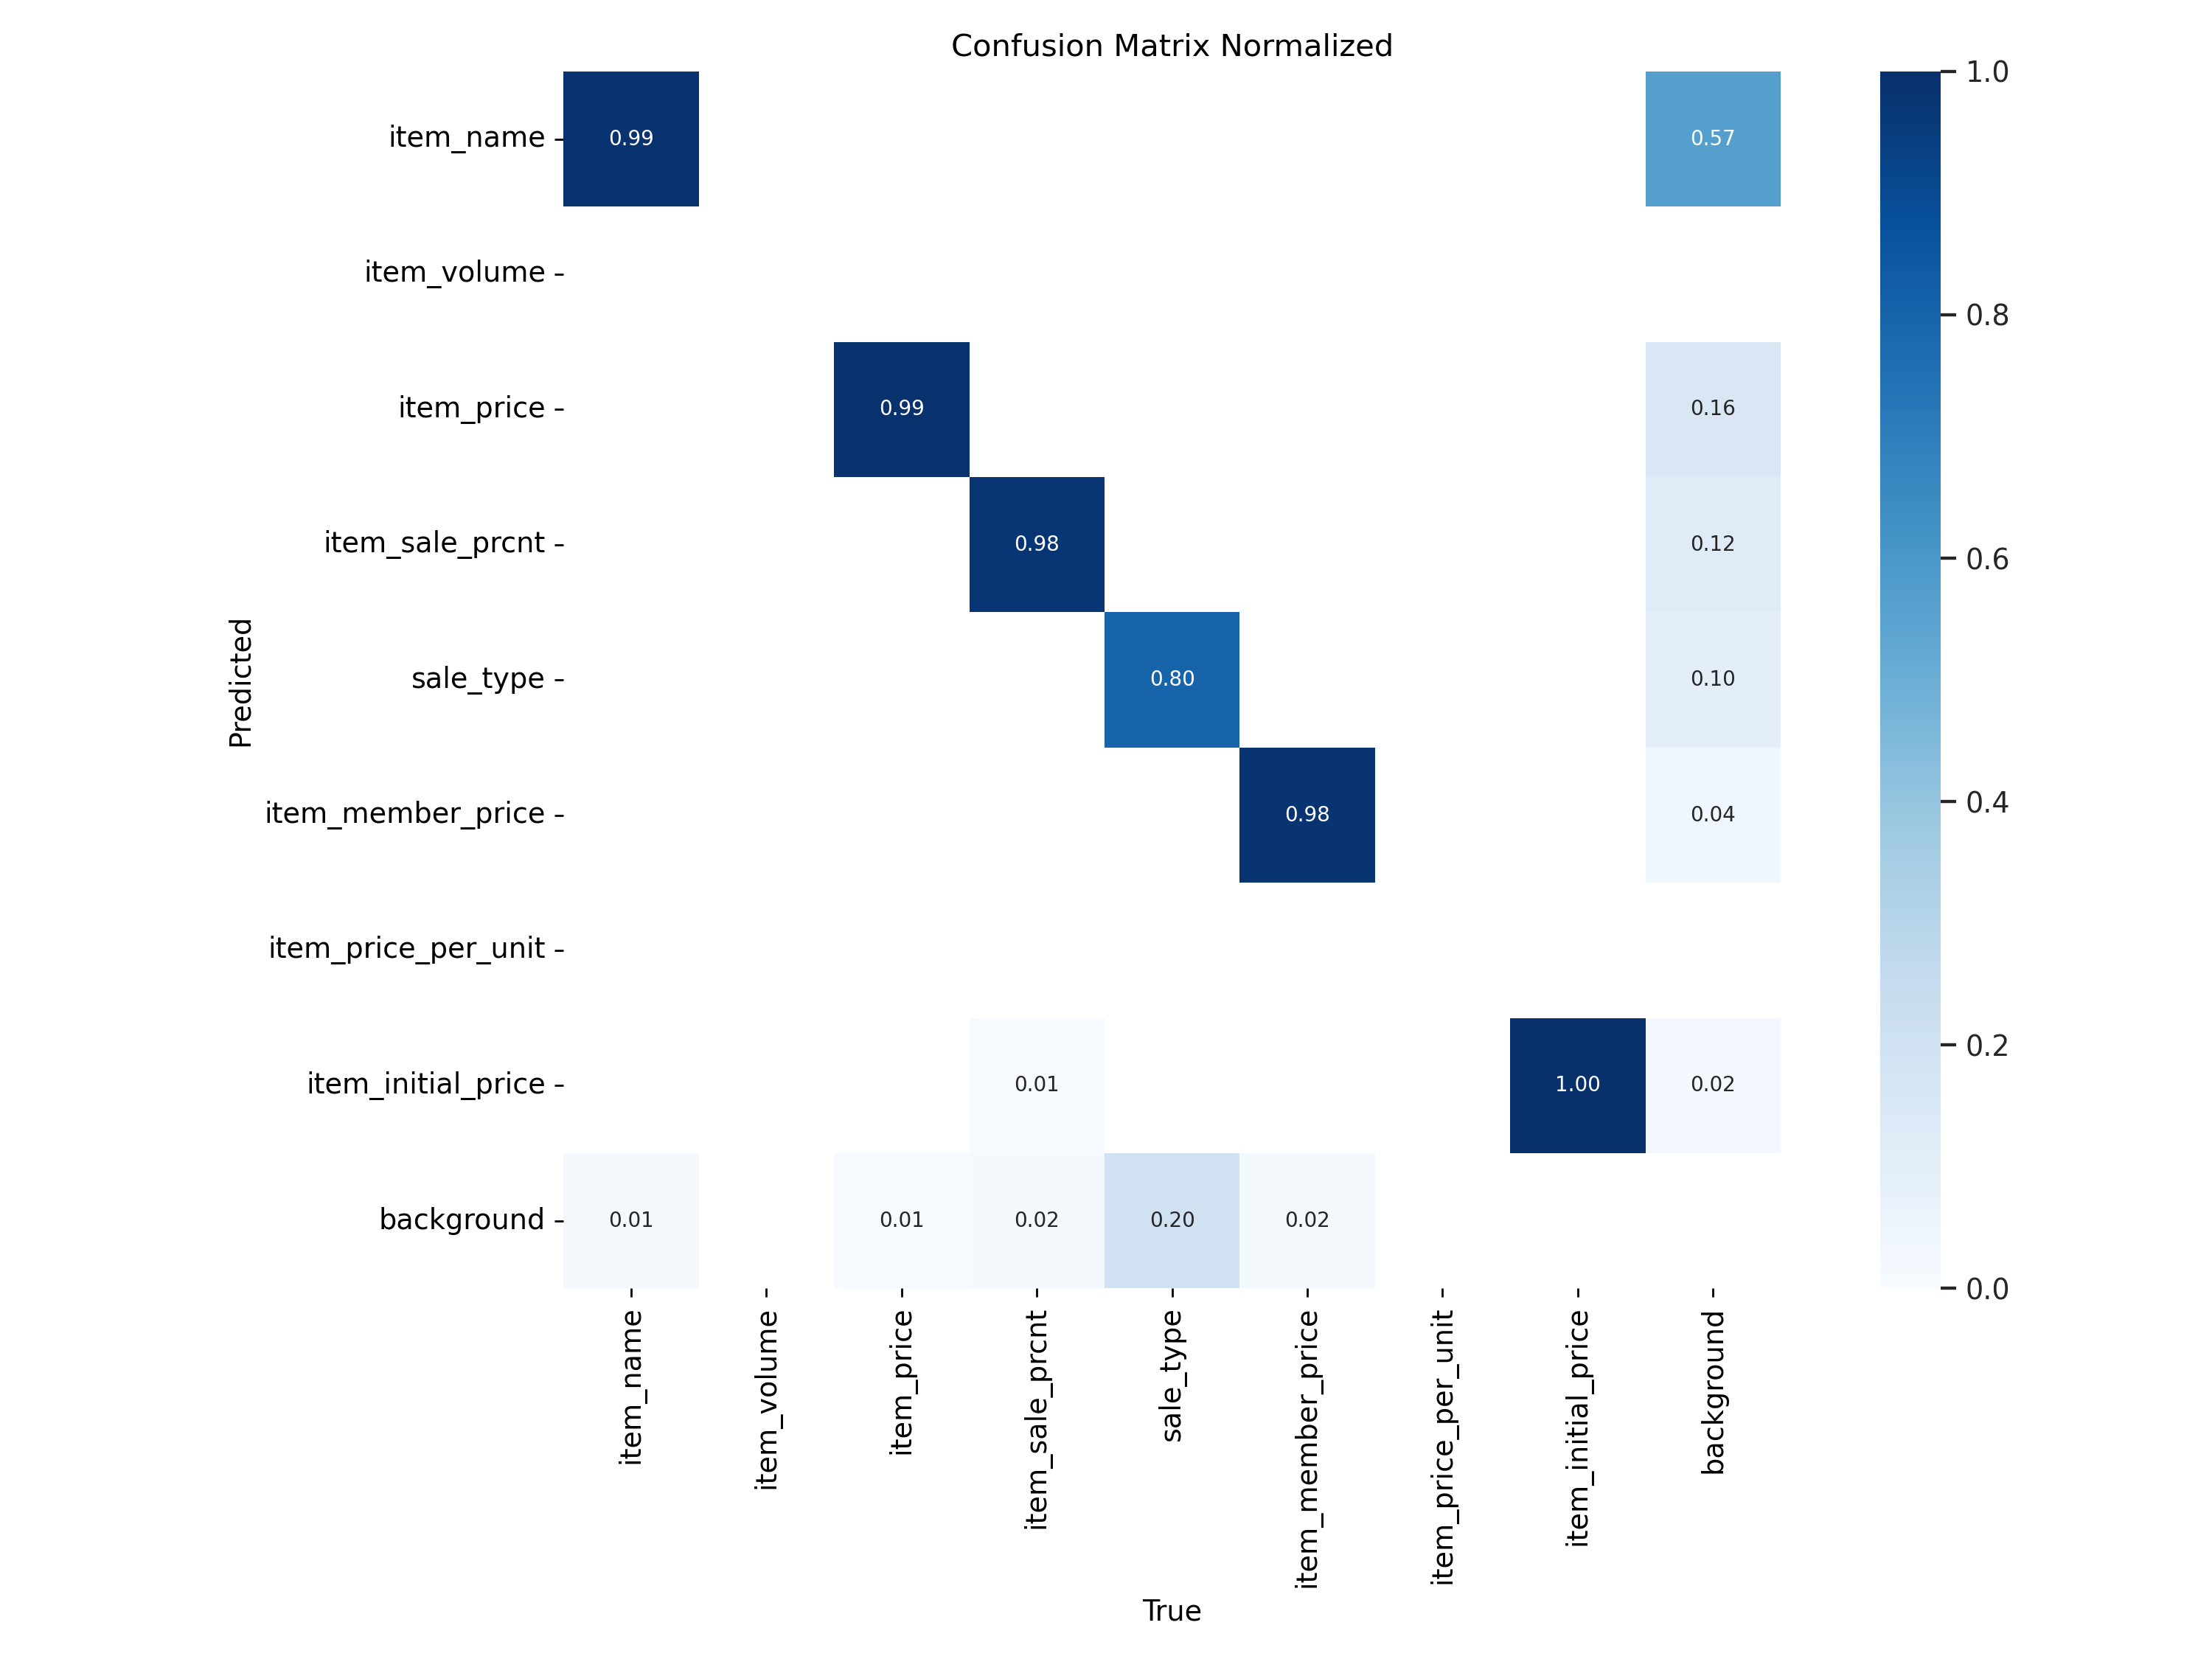 Confusion Matrix Normalized
item_name 0.99 0.57
item_volume
item_price 0.99 0.16
item_sale_prcnt 0.98 0.12
sale_type 0.80 0.10
item_member_price 0.98 0.04
item_price_per_unit
item_initial_price 0.01 1.00 0.02
background 0.01 0.01 0.02 0.20 0.02
Predicted
item_name
item_volume
item_price
item_sale_prcnt
sale_type
item_member_price
item_price_per_unit
item_initial_price
background
True
1.0
0.8
0.6
0.4
0.2
0.0